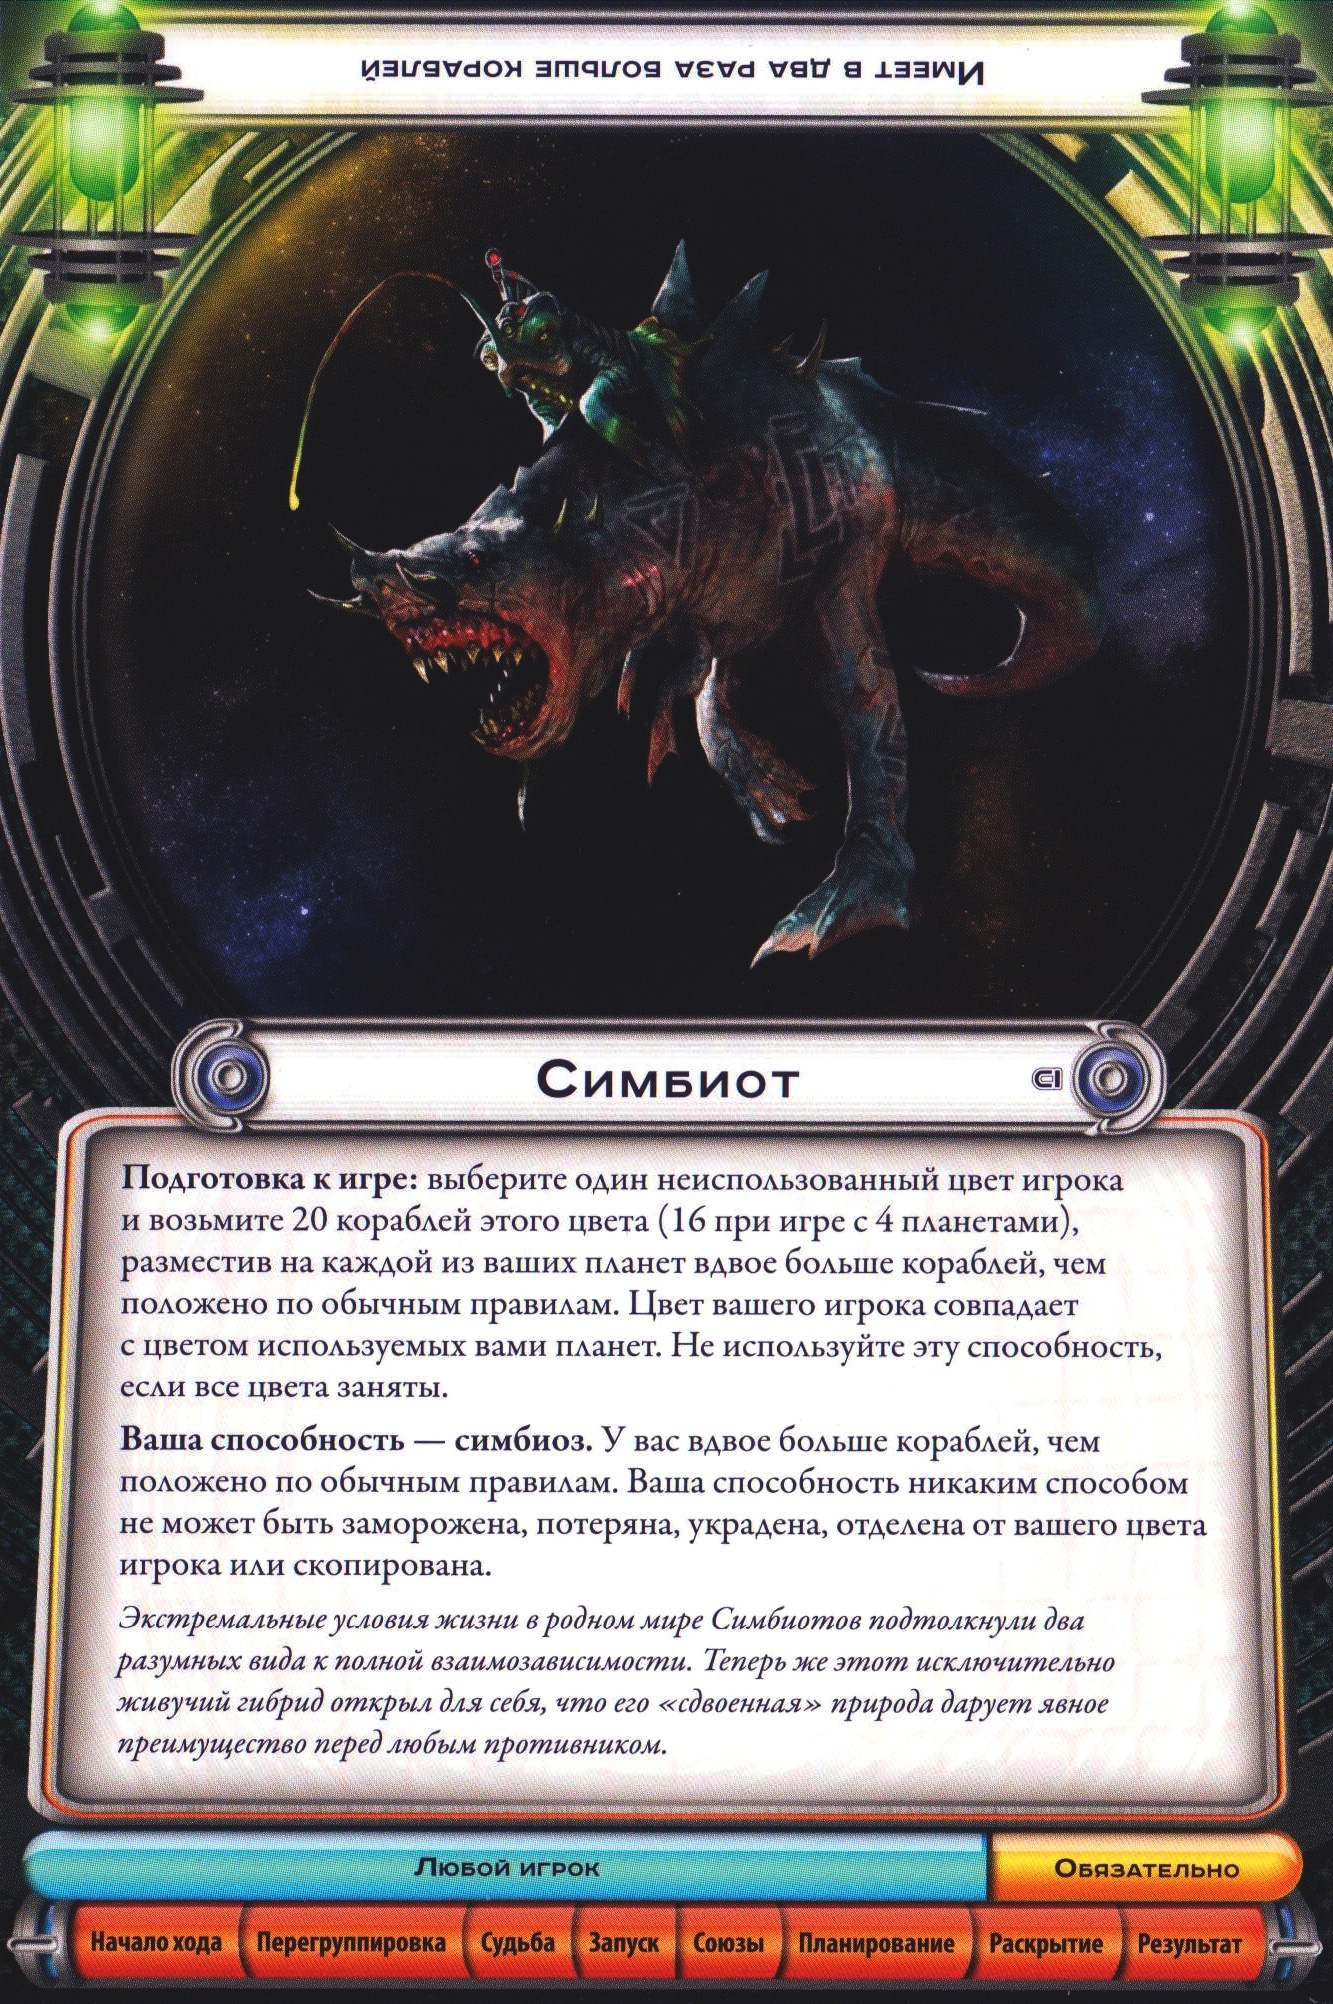 Имеет в два раза больше кораблей
Симбиот
Подготовка к игре: выберите один неиспользованный цвет игрока
и возьмите 20 кораблей этого цвета (16 при игре с 4 планетами),
разместив на каждой из ваших планет вдвое больше кораблей, чем
положено по обычным правилам. Цвет вашего игрока совпадает
с цветом используемых вами планет. Не используйте эту способность,
если все цвета заняты.
Ваша способность — симбиоз. У вас вдвое больше кораблей, чем
положено по обычным правилам. Ваша способность никаким способом
не может быть заморожена, потеряна, украдена, отделена от вашего цвета
игрока или скопирована.
Экстремальные условия жизни в родном мире Симбиотов подтолкнули два
разумных вида к полной взаимозависимости. Теперь же этот исключительно
живучий гибрид открыл для себя, что его «сдвоенная» природа дарует явное
преимущество перед любым противником.
Любой игрок
Обязательно
Начало хода
Перегруппировка
Судьба
Запуск
Союзы
Планирование
Раскрытие
Результат